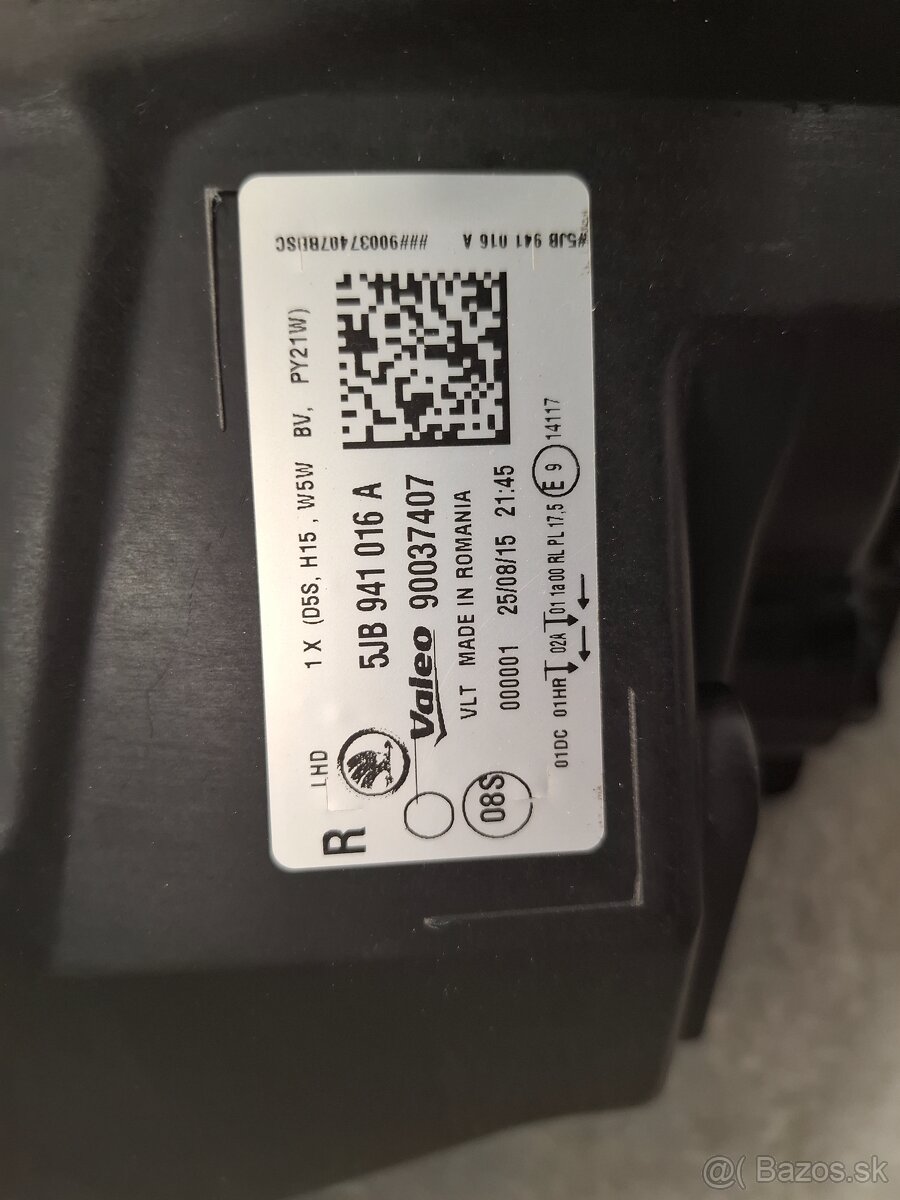 R LHD 1 X (D5S, H15, W5W BV, PY21W)
5JB 941 016 A
Valeo 90037407
VLT MADE IN ROMANIA
08S 000001 25/08/15 21:45
01DC 01HR 02A 01 1a00 RL PL 17,5 E 9 14117
#5JB 941 016 A
@( Bazos.sk